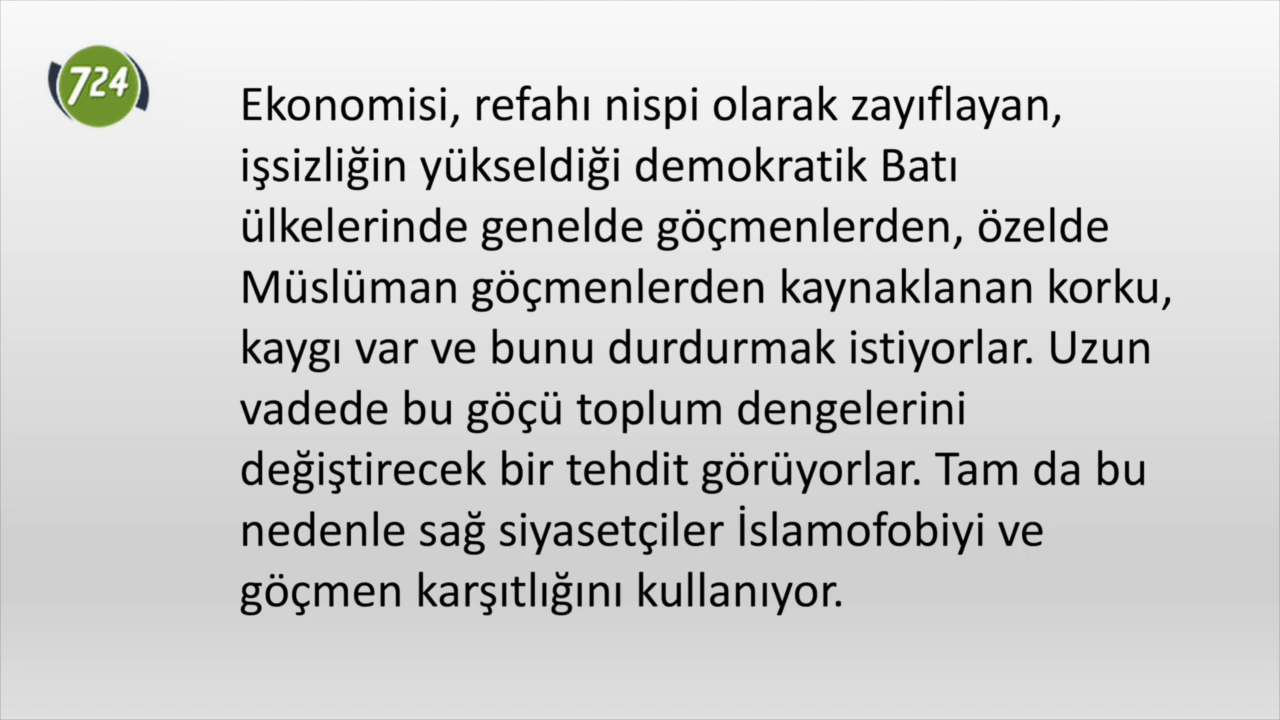 724
Ekonomisi, refahı nispi olarak zayıflayan,
işsizliğin yükseldiği demokratik Batı
ülkelerinde genelde göçmenlerden, özelde
Müslüman göçmenlerden kaynaklanan korku,
kaygı var ve bunu durdurmak istiyorlar. Uzun
vadede bu göçü toplum dengelerini
değiştirecek bir tehdit görüyorlar. Tam da bu
nedenle sağ siyasetçiler İslamofobiyi ve
göçmen karşıtlığını kullanıyor.